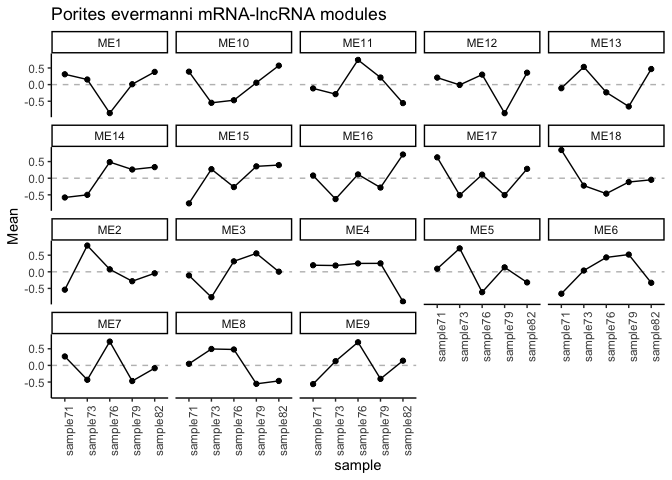 Porites evermanni mRNA-lncRNA modules
ME1 ME10 ME11 ME12 ME13
0.5
0.0
-0.5
ME14 ME15 ME16 ME17 ME18
0.5
0.0
-0.5
Mean
ME2 ME3 ME4 ME5 ME6
0.5
0.0
-0.5
ME7 ME8 ME9
0.5
0.0
-0.5
sample71 sample73 sample76 sample79 sample82 sample71 sample73 sample76 sample79 sample82
sample71 sample73 sample76 sample79 sample82 sample71 sample73 sample76 sample79 sample82 sample71 sample73 sample76 sample79 sample82
sample